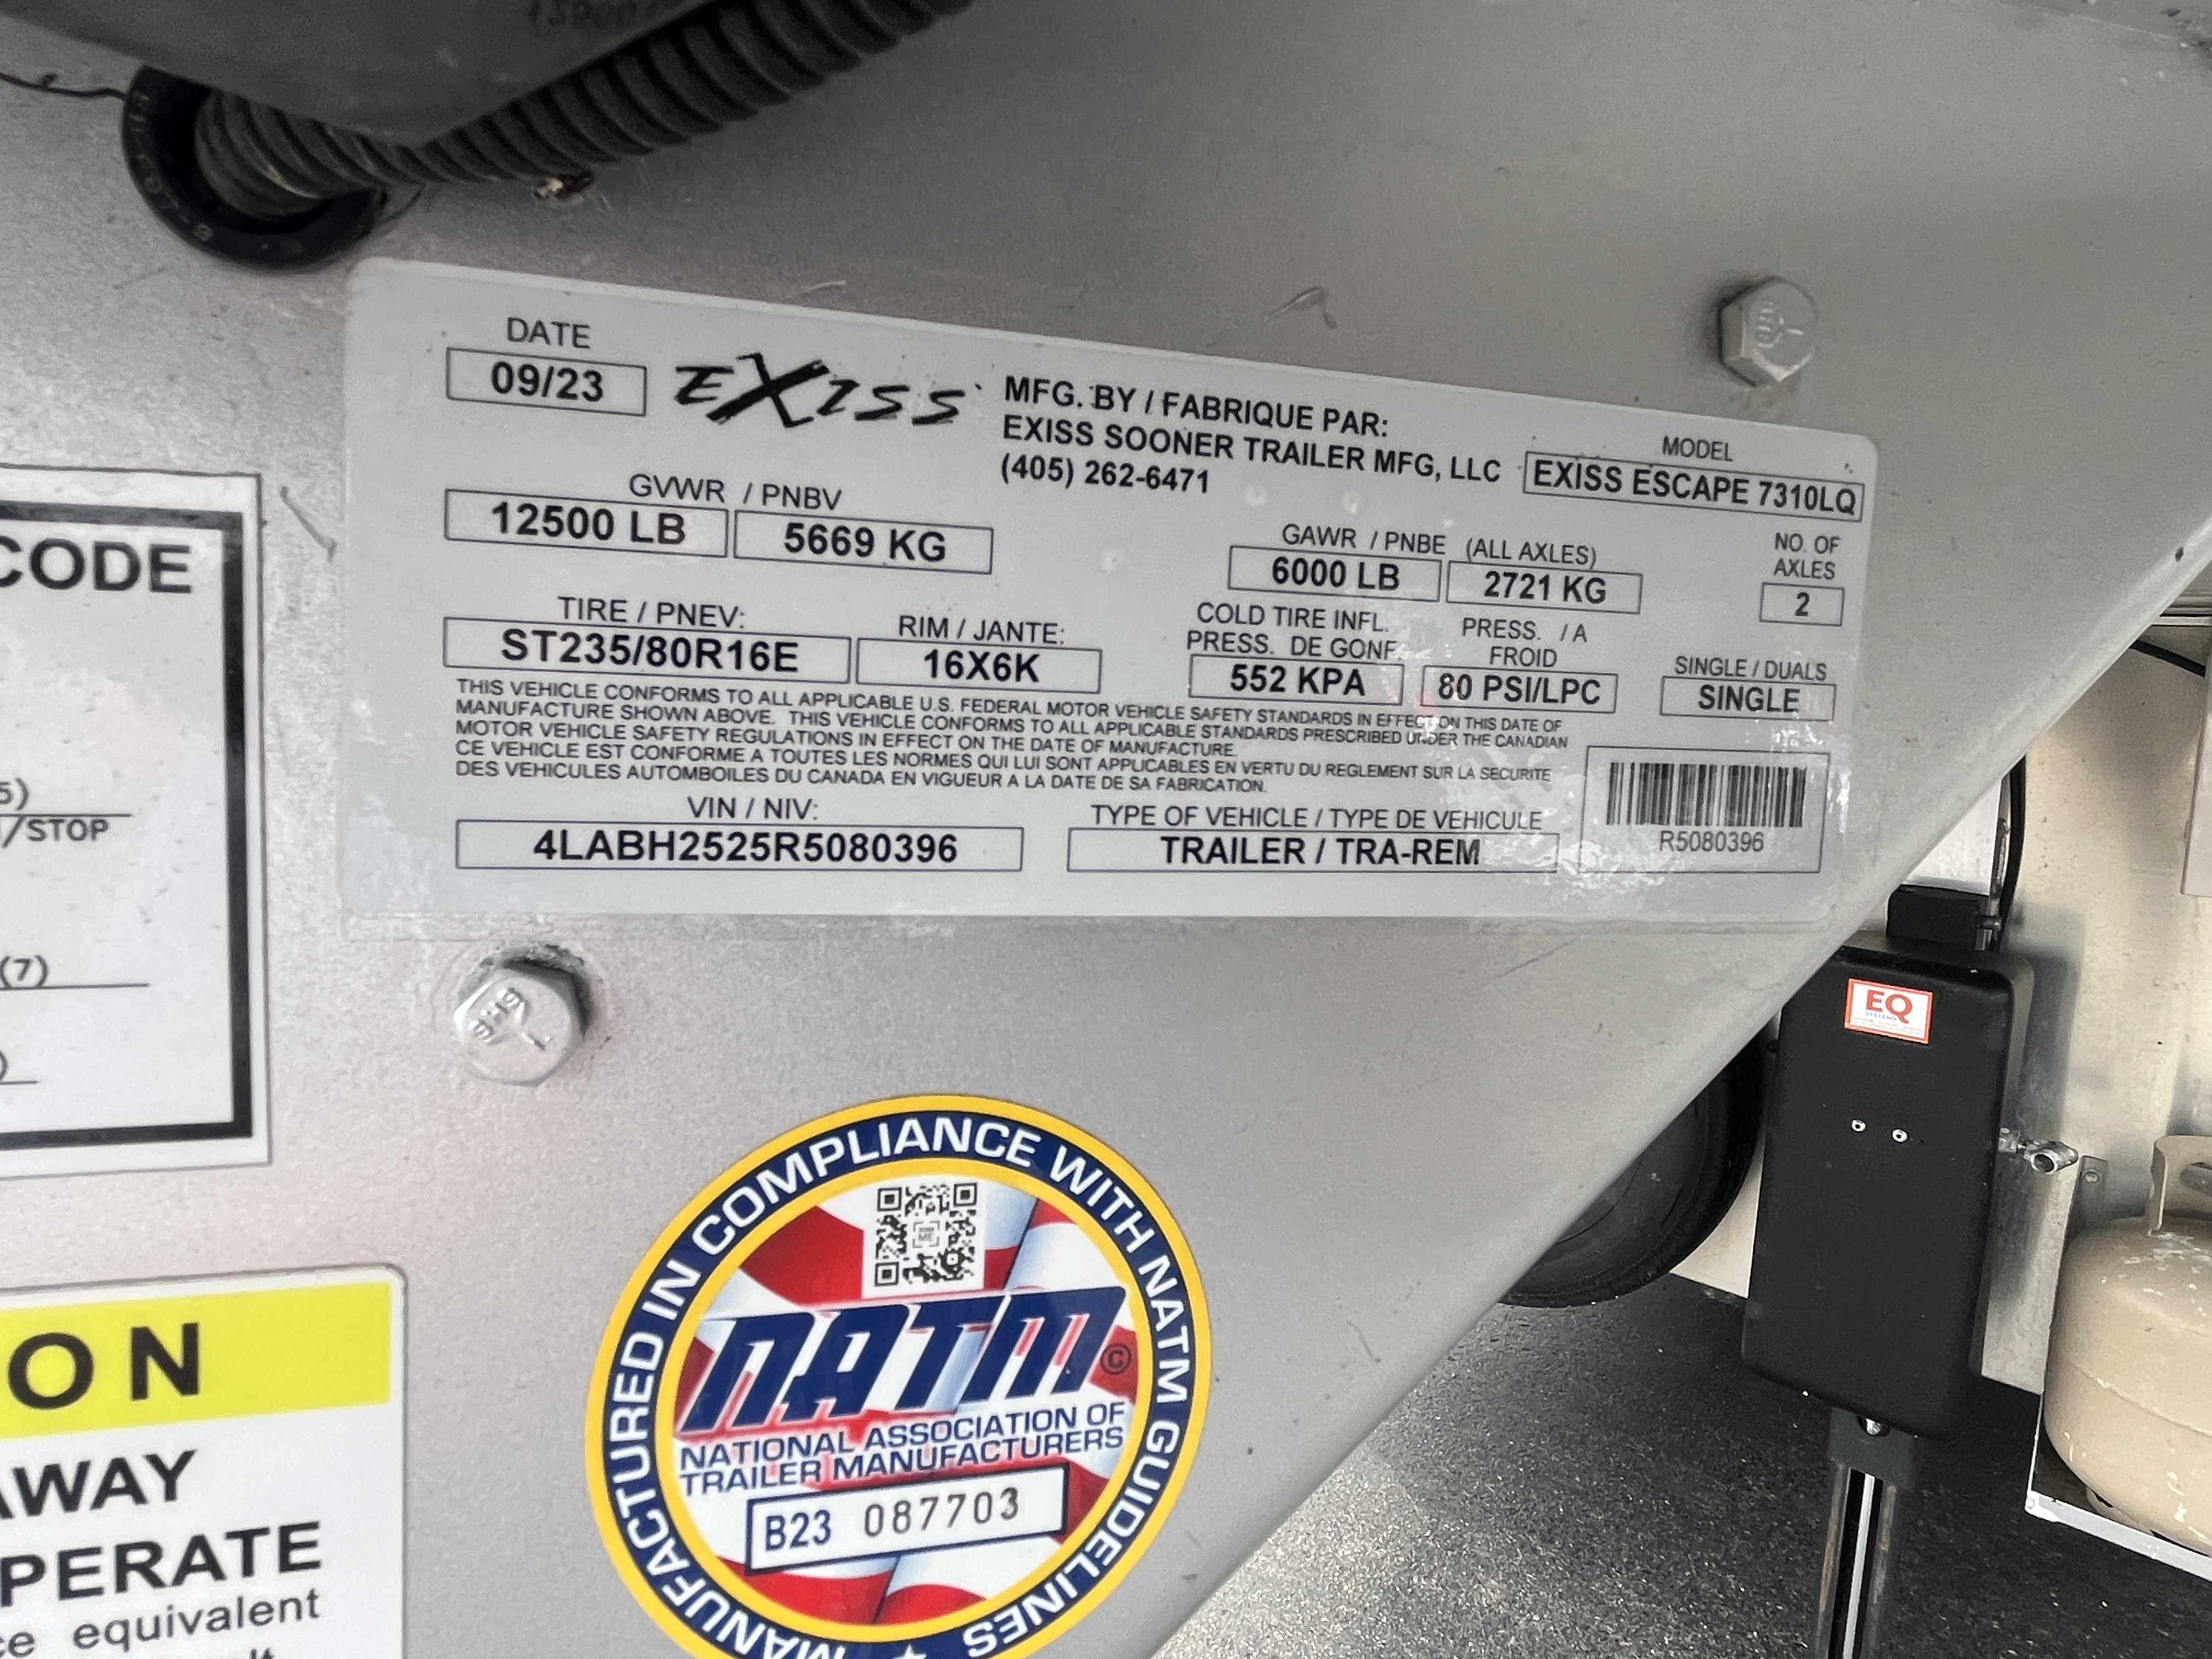 DATE
09/23
EXISS
MFG. BY / FABRIQUE PAR:
EXISS SOONER TRAILER MFG, LLC
(405) 262-6471
MODEL
EXISS ESCAPE 7310LQ
GVWR / PNBV
12500 LB 5669 KG
GAWR / PNBE (ALL AXLES)
6000 LB 2721 KG
NO. OF
AXLES
2
TIRE / PNEV:
ST235/80R16E
RIM / JANTE:
16X6K
COLD TIRE INFL.
PRESS. DE GONF.
552 KPA
PRESS. / A
FROID
80 PSI/LPC
SINGLE / DUALS
SINGLE
THIS VEHICLE CONFORMS TO ALL APPLICABLE U.S. FEDERAL MOTOR VEHICLE SAFETY STANDARDS IN EFFECT ON THIS DATE OF
MANUFACTURE SHOWN ABOVE. THIS VEHICLE CONFORMS TO ALL APPLICABLE STANDARDS PRESCRIBED UNDER THE CANADIAN
MOTOR VEHICLE SAFETY REGULATIONS IN EFFECT ON THE DATE OF MANUFACTURE.
CE VEHICLE EST CONFORME A TOUTES LES NORMES QUI LUI SONT APPLICABLES EN VERTU DU REGLEMENT SUR LA SECURITE
DES VEHICULES AUTOMBOILES DU CANADA EN VIGUEUR A LA DATE DE SA FABRICATION.
VIN / NIV:
4LABH2525R5080396
TYPE OF VEHICLE / TYPE DE VEHICULE
TRAILER / TRA-REM
R5080396
CODE
5)
/STOP
(7)
)
ON
AWAY
PERATE
ce equivalent
MANUFACTURED IN COMPLIANCE WITH NATM GUIDELINES
NATM ©
NATIONAL ASSOCIATION OF
TRAILER MANUFACTURERS
B23 087703
EQ
SYSTEMS